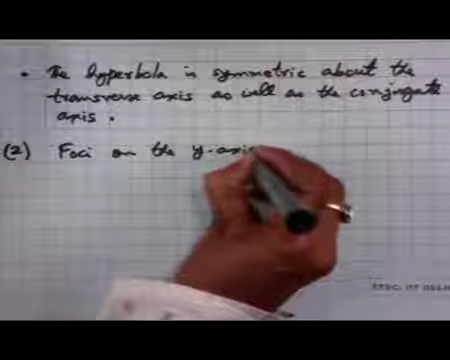 • The hyperbola is symmetric about the
transverse axis as well as the conjugate
axis.
(2) Foci on the y-axis